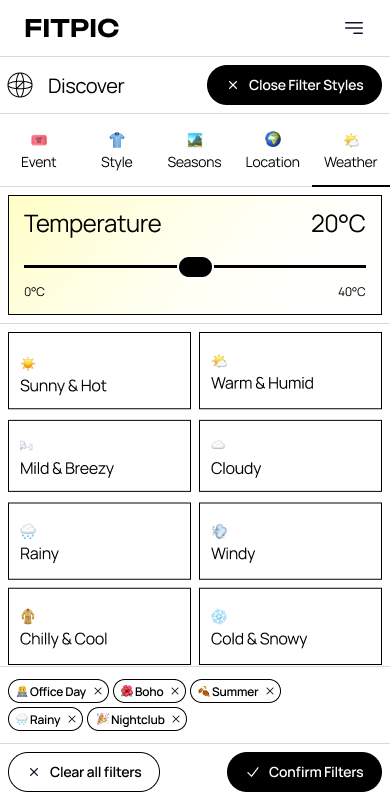 FITPIC
Discover
Close Filter Styles
Event Style Seasons Location Weather
Temperature 20°C
0°C 40°C
Sunny & Hot
Warm & Humid
Mild & Breezy
Cloudy
Rainy
Windy
Chilly & Cool
Cold & Snowy
Office Day Boho Summer
Rainy Nightclub
Clear all filters
Confirm Filters